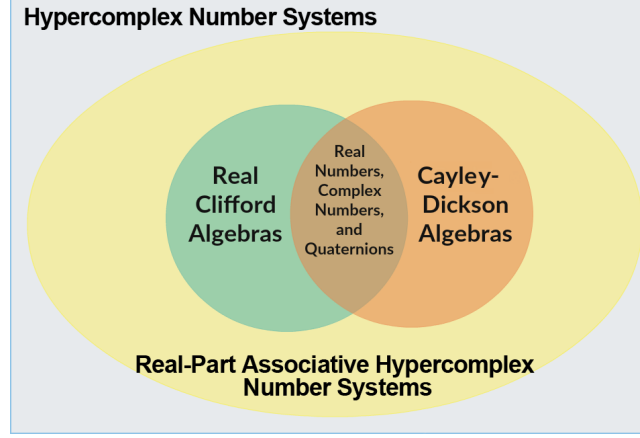 Hypercomplex Number Systems
Real
Clifford
Algebras
Real
Numbers,
Complex
Numbers,
and
Quaternions
Cayley-
Dickson
Algebras
Real-Part Associative Hypercomplex
Number Systems